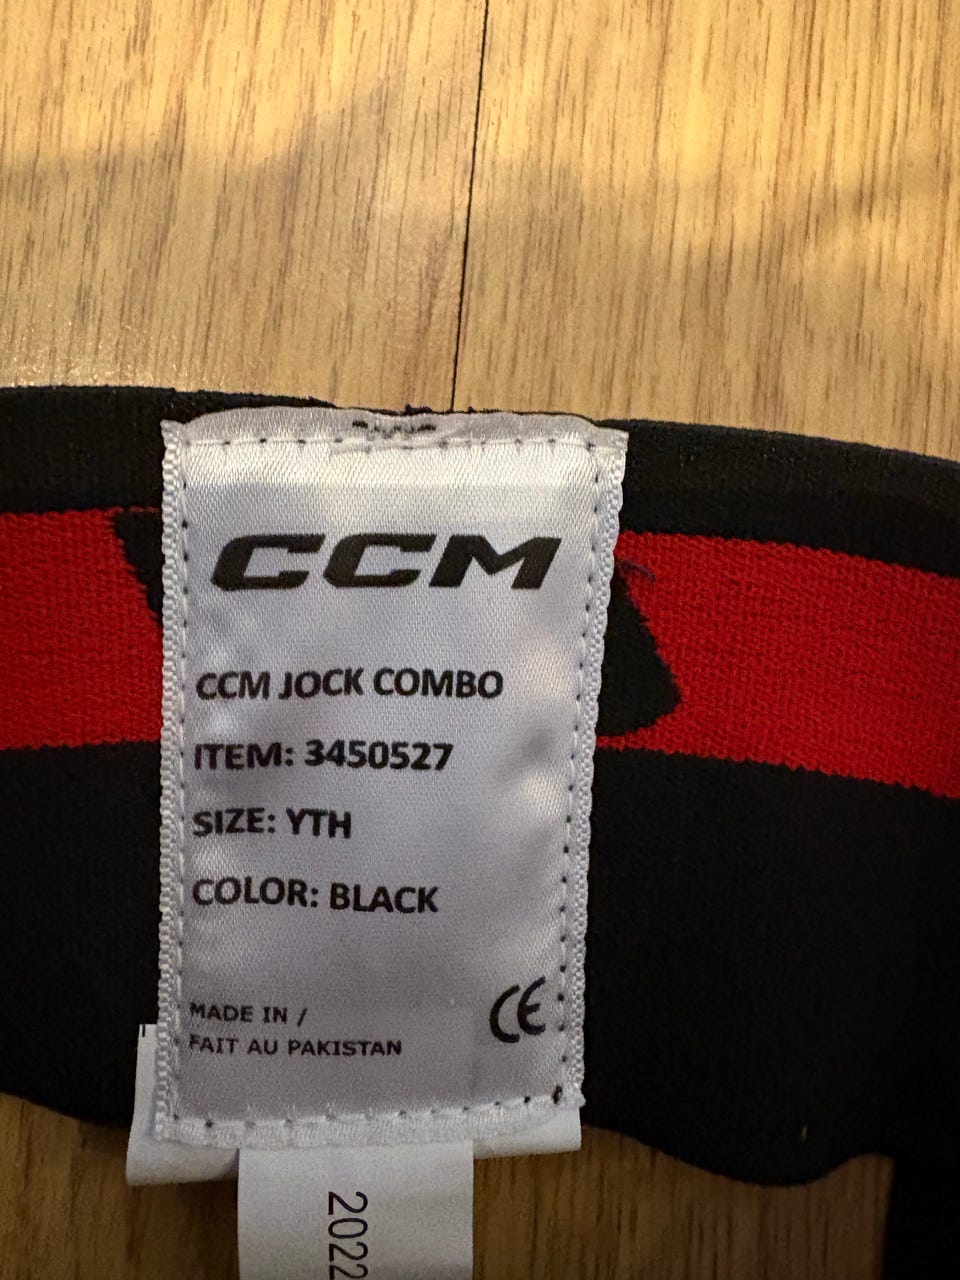 CCM
CCM JOCK COMBO
ITEM: 3450527
SIZE: YTH
COLOR: BLACK
MADE IN /
FAIT AU PAKISTAN
CE
2022